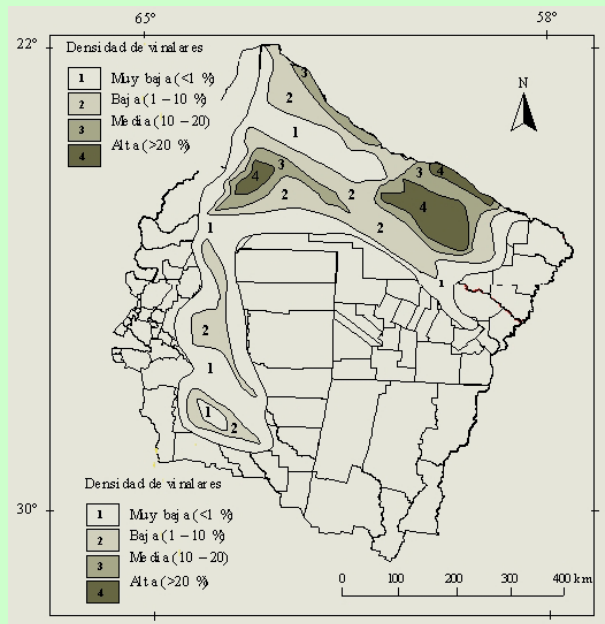 65° 58°
22°
Densidad de vinalares
1 Muy baja (<1 %)
2 Baja (1 – 10 %)
3 Media (10 – 20)
4 Alta (>20 %)
N
3
2
1
3
4
2
2
3
4
4
1
2
1
2
1
1
2
Densidad de vinalares
1 Muy baja (<1 %)
2 Baja (1 – 10 %)
3 Media (10 – 20)
4 Alta (>20 %)
30°
0 100 200 300 400 km
65° 58°